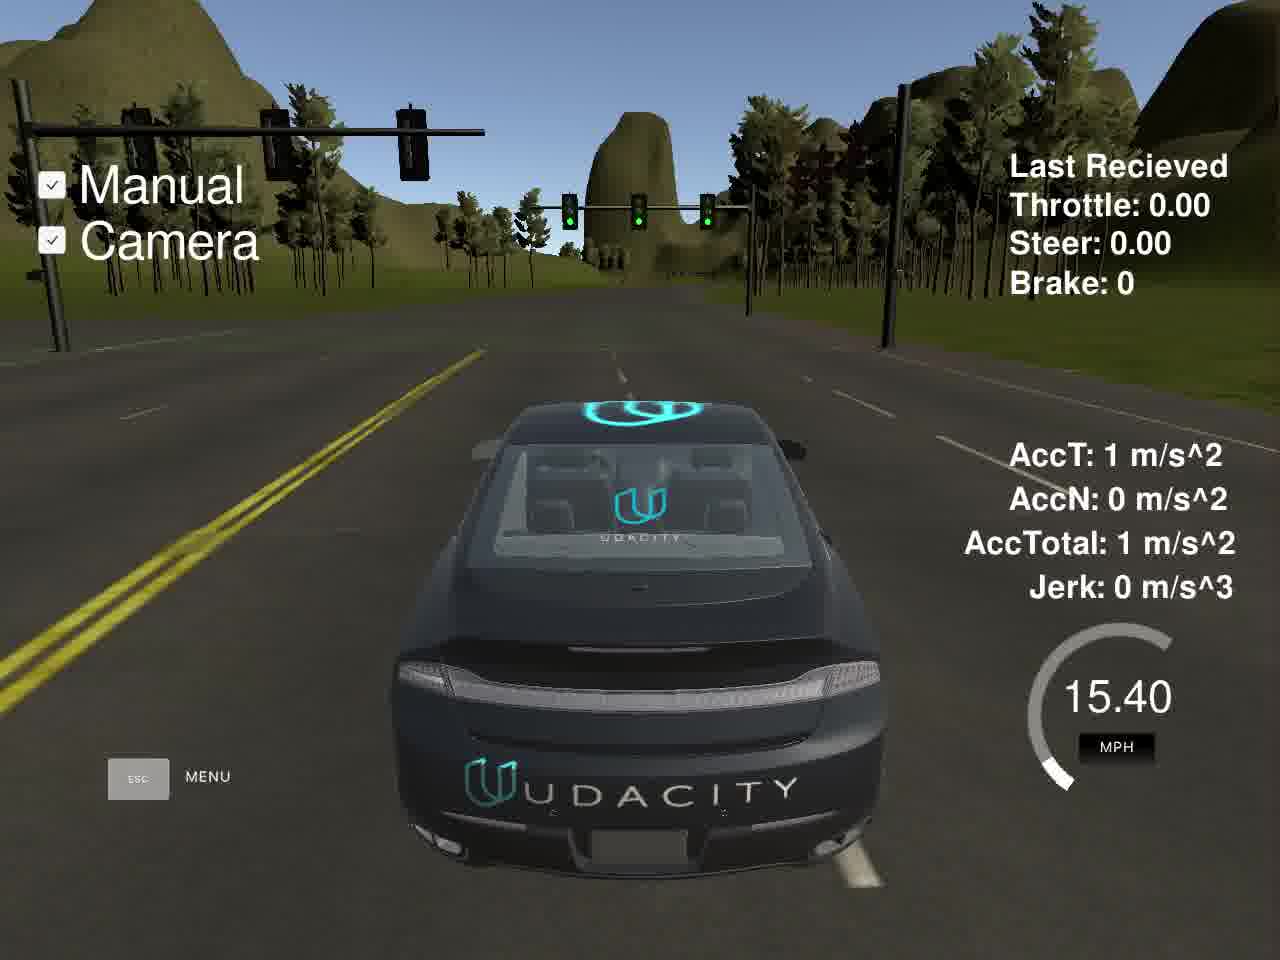 Manual
Camera
Last Recieved
Throttle: 0.00
Steer: 0.00
Brake: 0
AccT: 1 m/s^2
AccN: 0 m/s^2
AccTotal: 1 m/s^2
Jerk: 0 m/s^3
UDACITY
15.40
MPH
ESC MENU
UDACITY